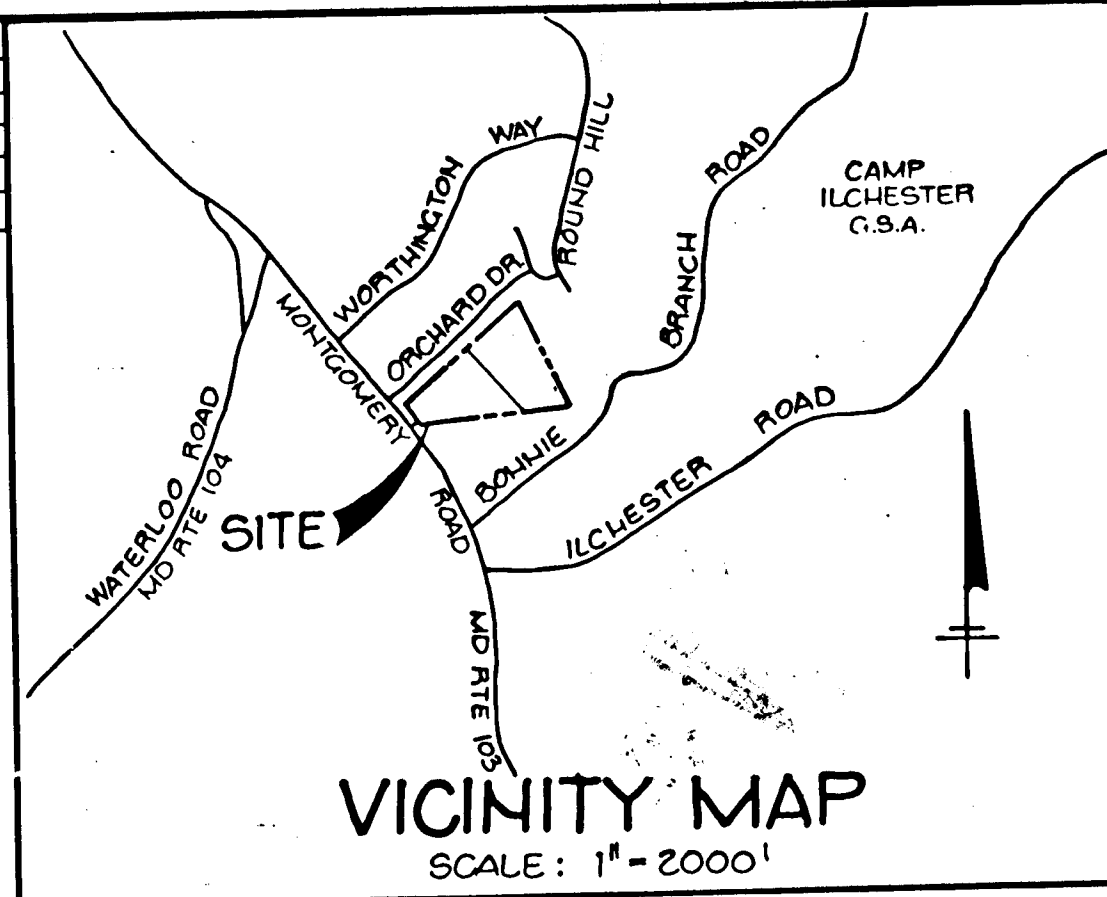 WORTHINGTON WAY
ROUND HILL
ORCHARD DR.
BONNIE BRANCH ROAD
CAMP
ILCHESTER
G.S.A.
MONTGOMERY ROAD
MD RTE 103
WATERLOO ROAD
MD RTE 104
SITE
ILCHESTER ROAD
VICINITY MAP
SCALE: 1" = 2000'